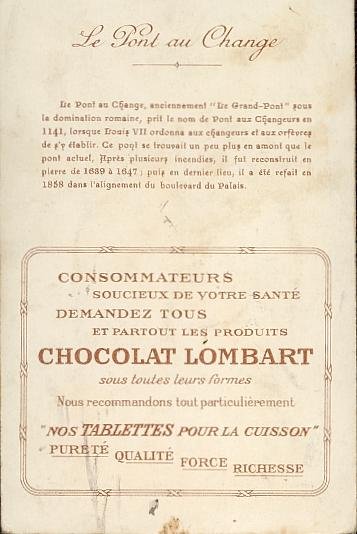 Le Pont au Change
Le Pont au Change, anciennement "Le Grand-Pont" sous
la domination romaine, prit le nom de Pont aux Changeurs en
1141, lorsque Louis VII ordonna aux changeurs et aux orfèvres
de s'y établir. Ce pont se trouvait un peu plus en amont que le
pont actuel. Après plusieurs incendies, il fut reconstruit en
pierre de 1639 à 1647 ; puis en dernier lieu, il a été refait en
1858 dans l'alignement du boulevard du Palais.
CONSOMMATEURS
SOUCIEUX DE VOTRE SANTÉ
DEMANDEZ TOUS
ET PARTOUT LES PRODUITS
CHOCOLAT LOMBART
sous toutes leurs formes
Nous recommandons tout particulièrement
"NOS TABLETTES POUR LA CUISSON"
PURETÉ QUALITÉ FORCE RICHESSE